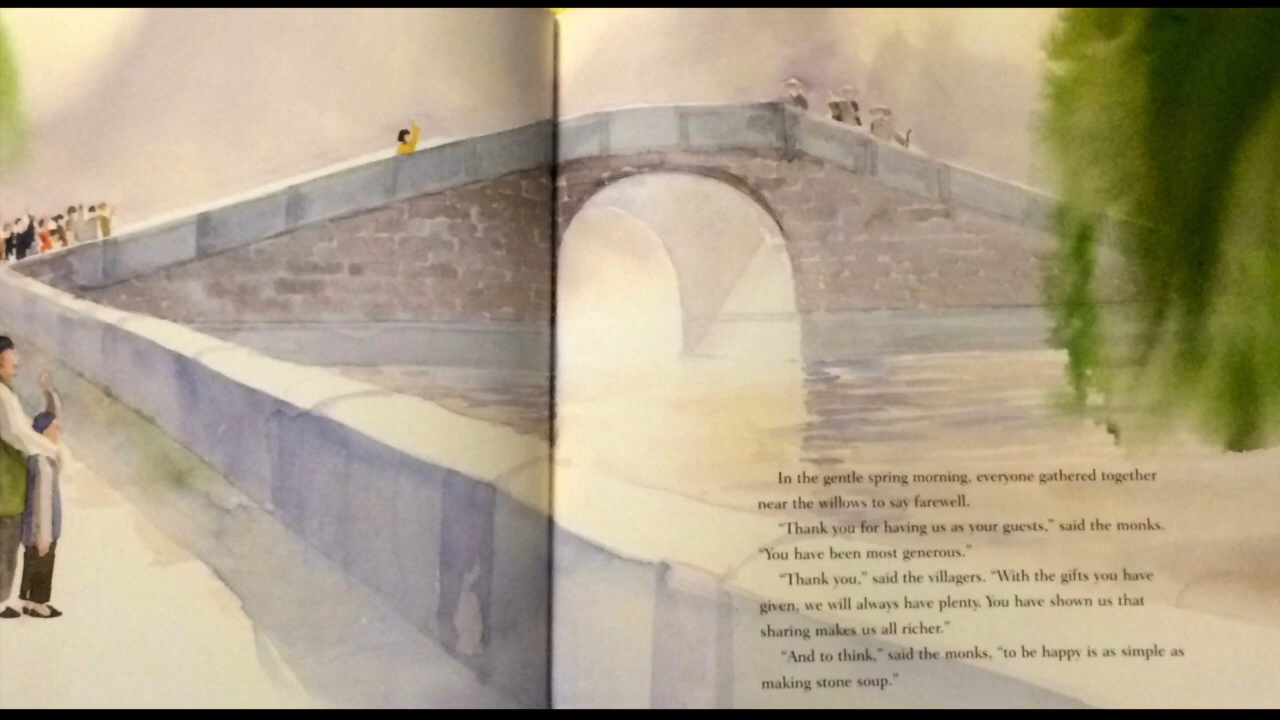 In the gentle spring morning, everyone gathered together
near the willows to say farewell.
“Thank you for having us as your guests,” said the monks.
“You have been most generous.”
“Thank you,” said the villagers. “With the gifts you have
given, we will always have plenty. You have shown us that
sharing makes us all richer.”
“And to think,” said the monks, “to be happy is as simple as
making stone soup.”